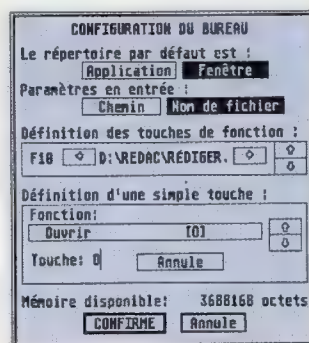 CONFIGURATION DU BUREAU
Le répertoire par défaut est :
Application Fenêtre
Paramètres en entrée :
Chemin Nom de fichier
Définition des touches de fonction :
F18 D:\REDAC\RÉDIGER.
Définition d'une simple touche :
Fonction:
Ouvrir [O]
Touche: O Annule
Mémoire disponible: 3688168 octets
CONFIRME Annule